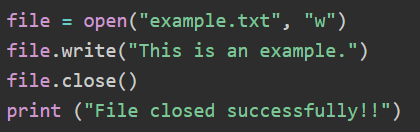 file = open("example.txt", "w")
file.write("This is an example.")
file.close()
print ("File closed successfully!!")